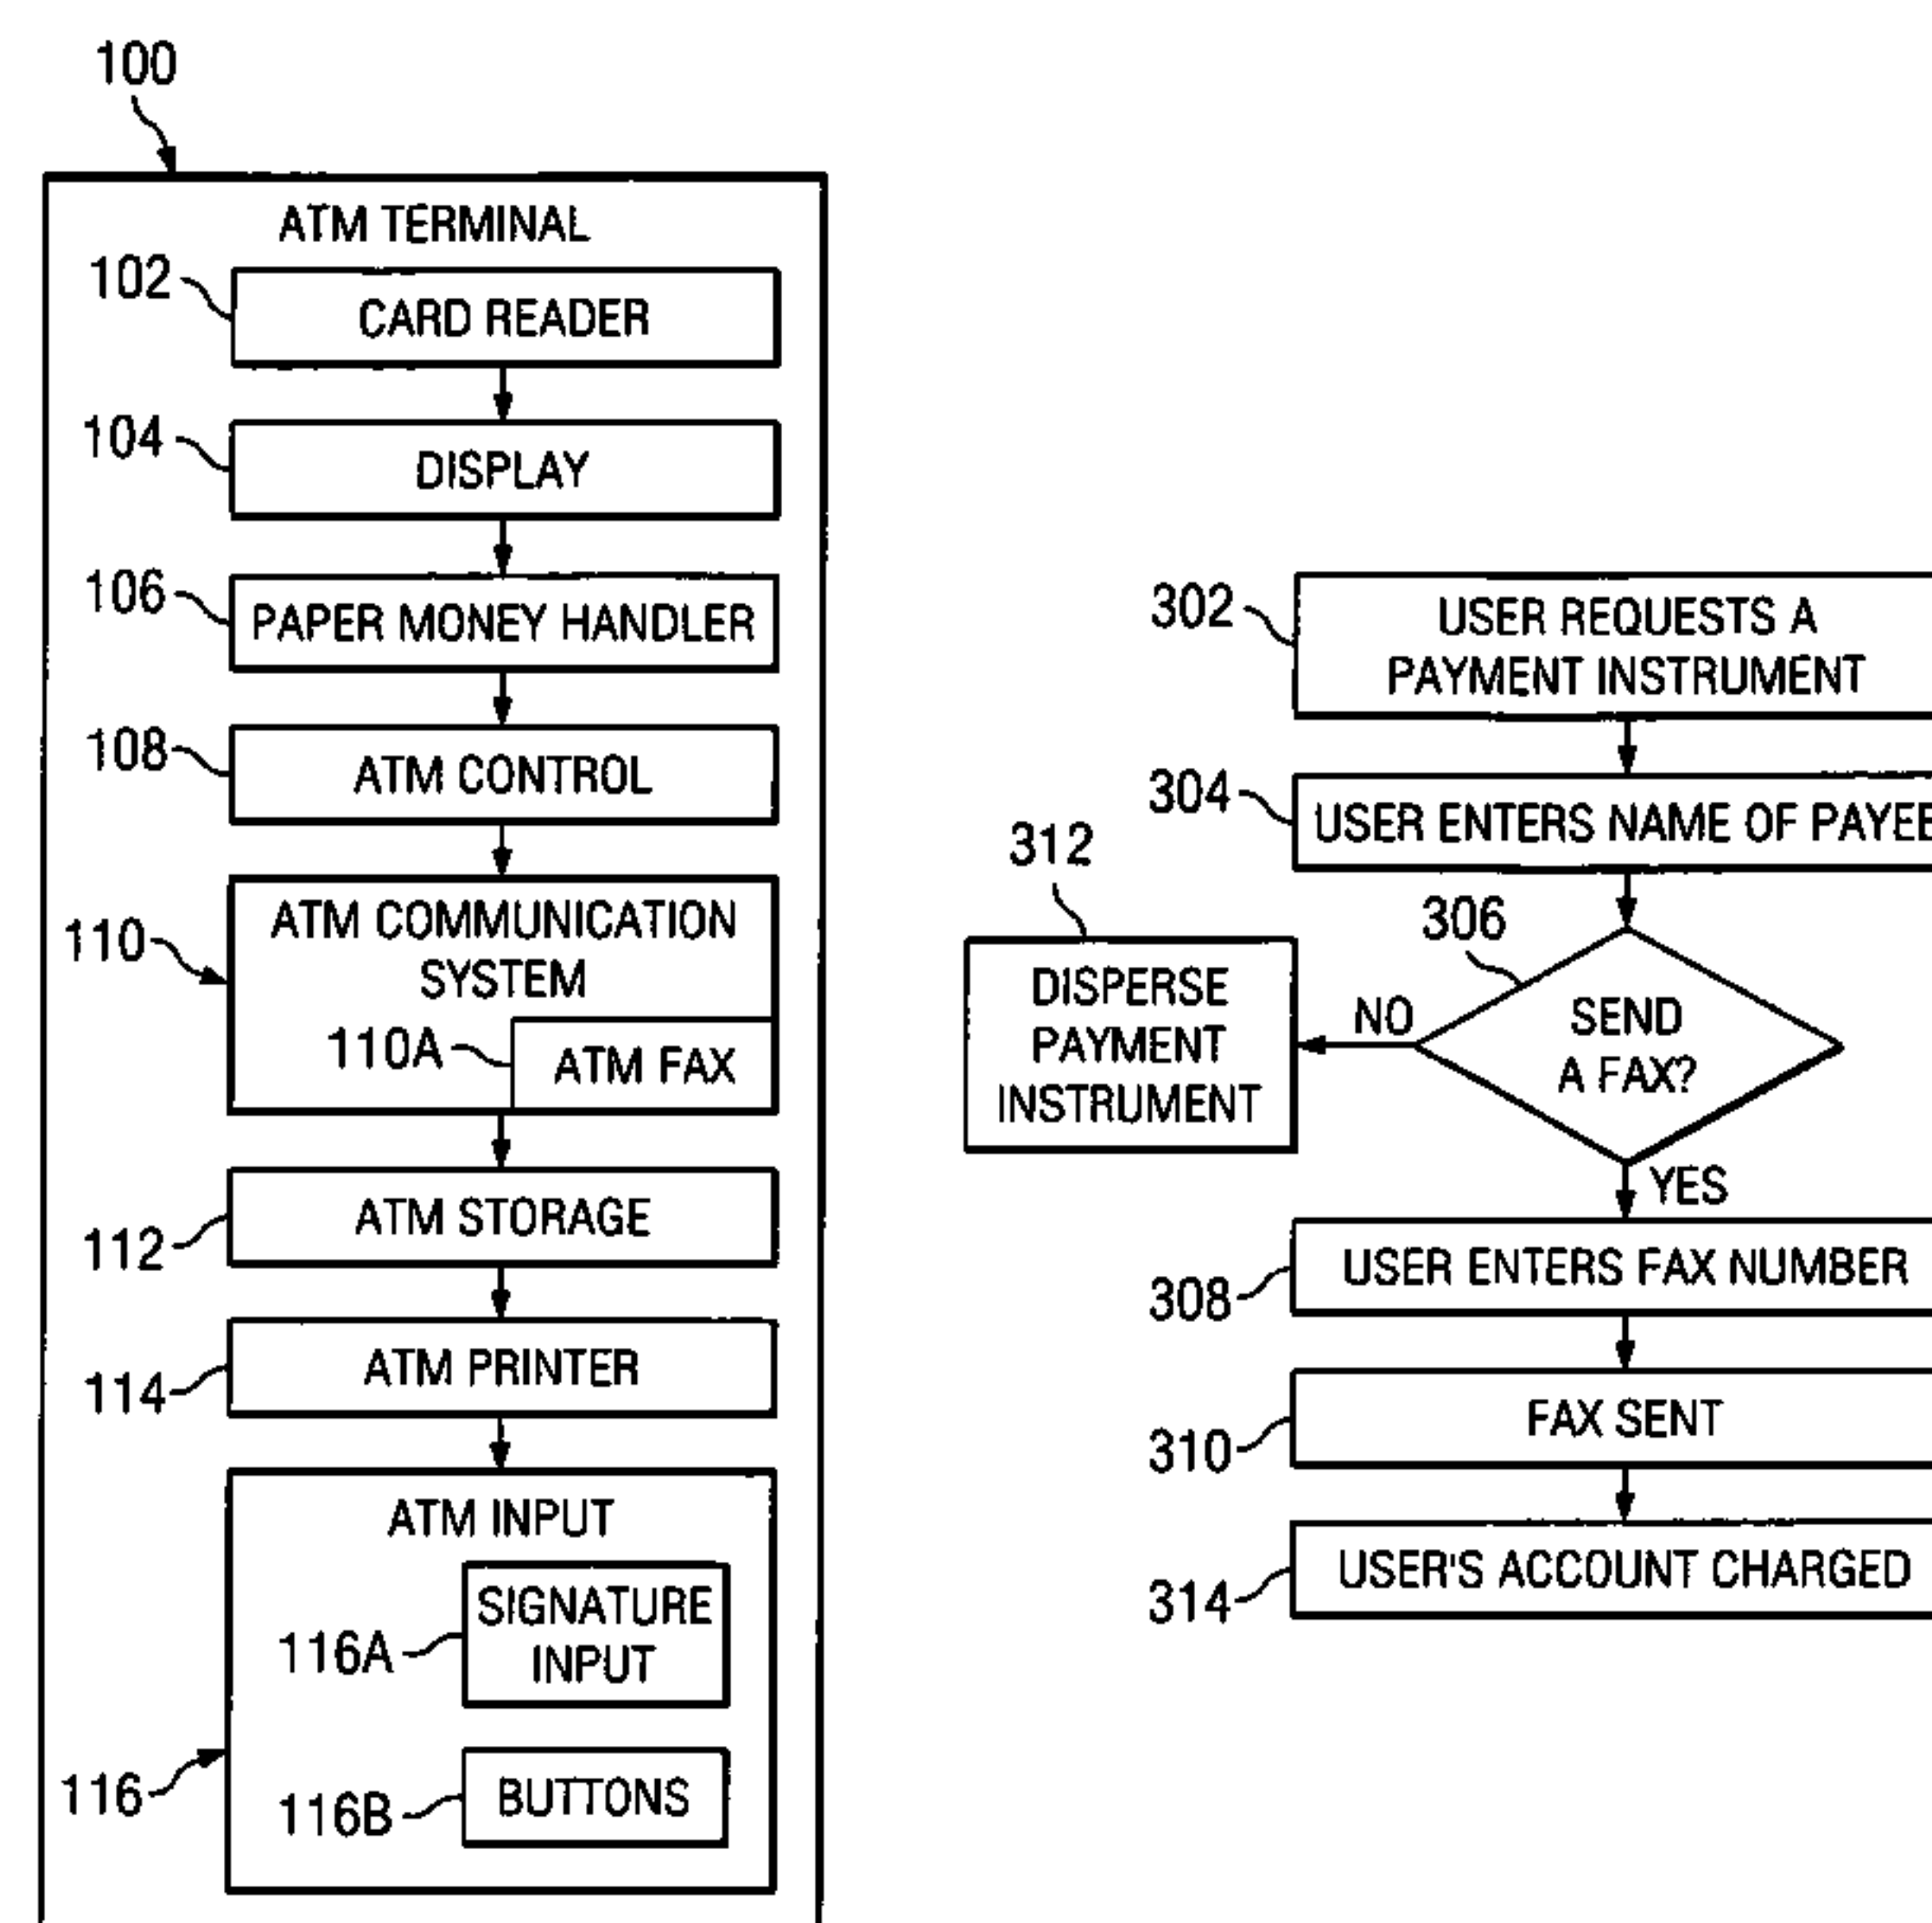 100
ATM TERMINAL
102
CARD READER
104
DISPLAY
106
PAPER MONEY HANDLER
108
ATM CONTROL
110
ATM COMMUNICATION
SYSTEM
110A
ATM FAX
112
ATM STORAGE
114
ATM PRINTER
116
ATM INPUT
116A
SIGNATURE
INPUT
116B
BUTTONS
302
USER REQUESTS A
PAYMENT INSTRUMENT
304
USER ENTERS NAME OF PAYEE
306
SEND
A FAX?
NO
312
DISPERSE
PAYMENT
INSTRUMENT
YES
308
USER ENTERS FAX NUMBER
310
FAX SENT
314
USER'S ACCOUNT CHARGED